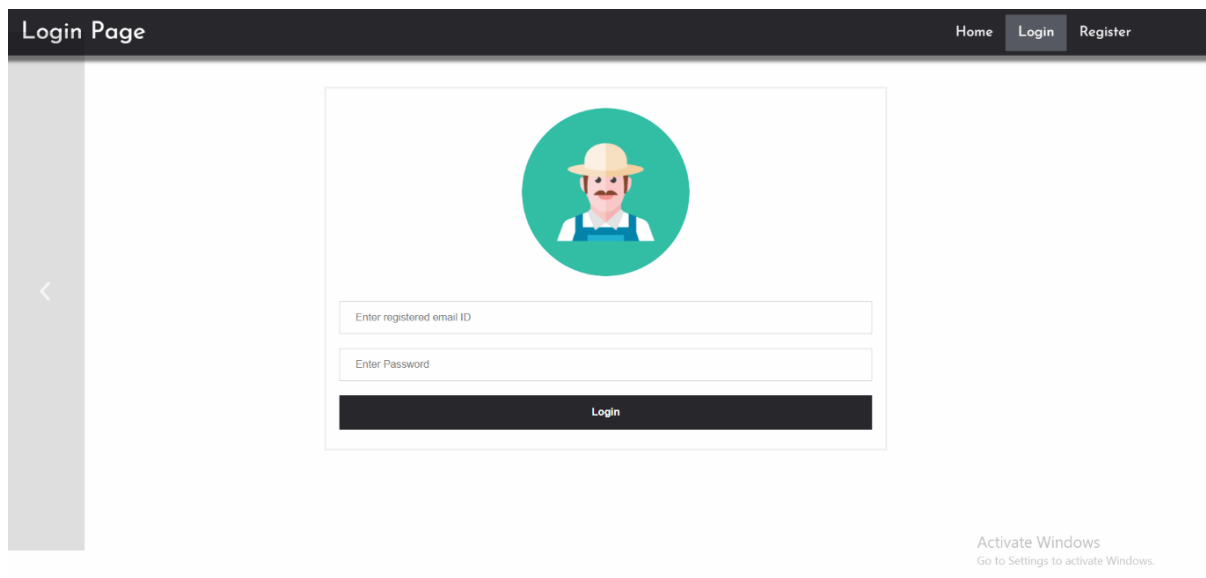 Login Page
Home Login Register
Enter registered email ID
Enter Password
Login
Activate Windows
Go to Settings to activate Windows.